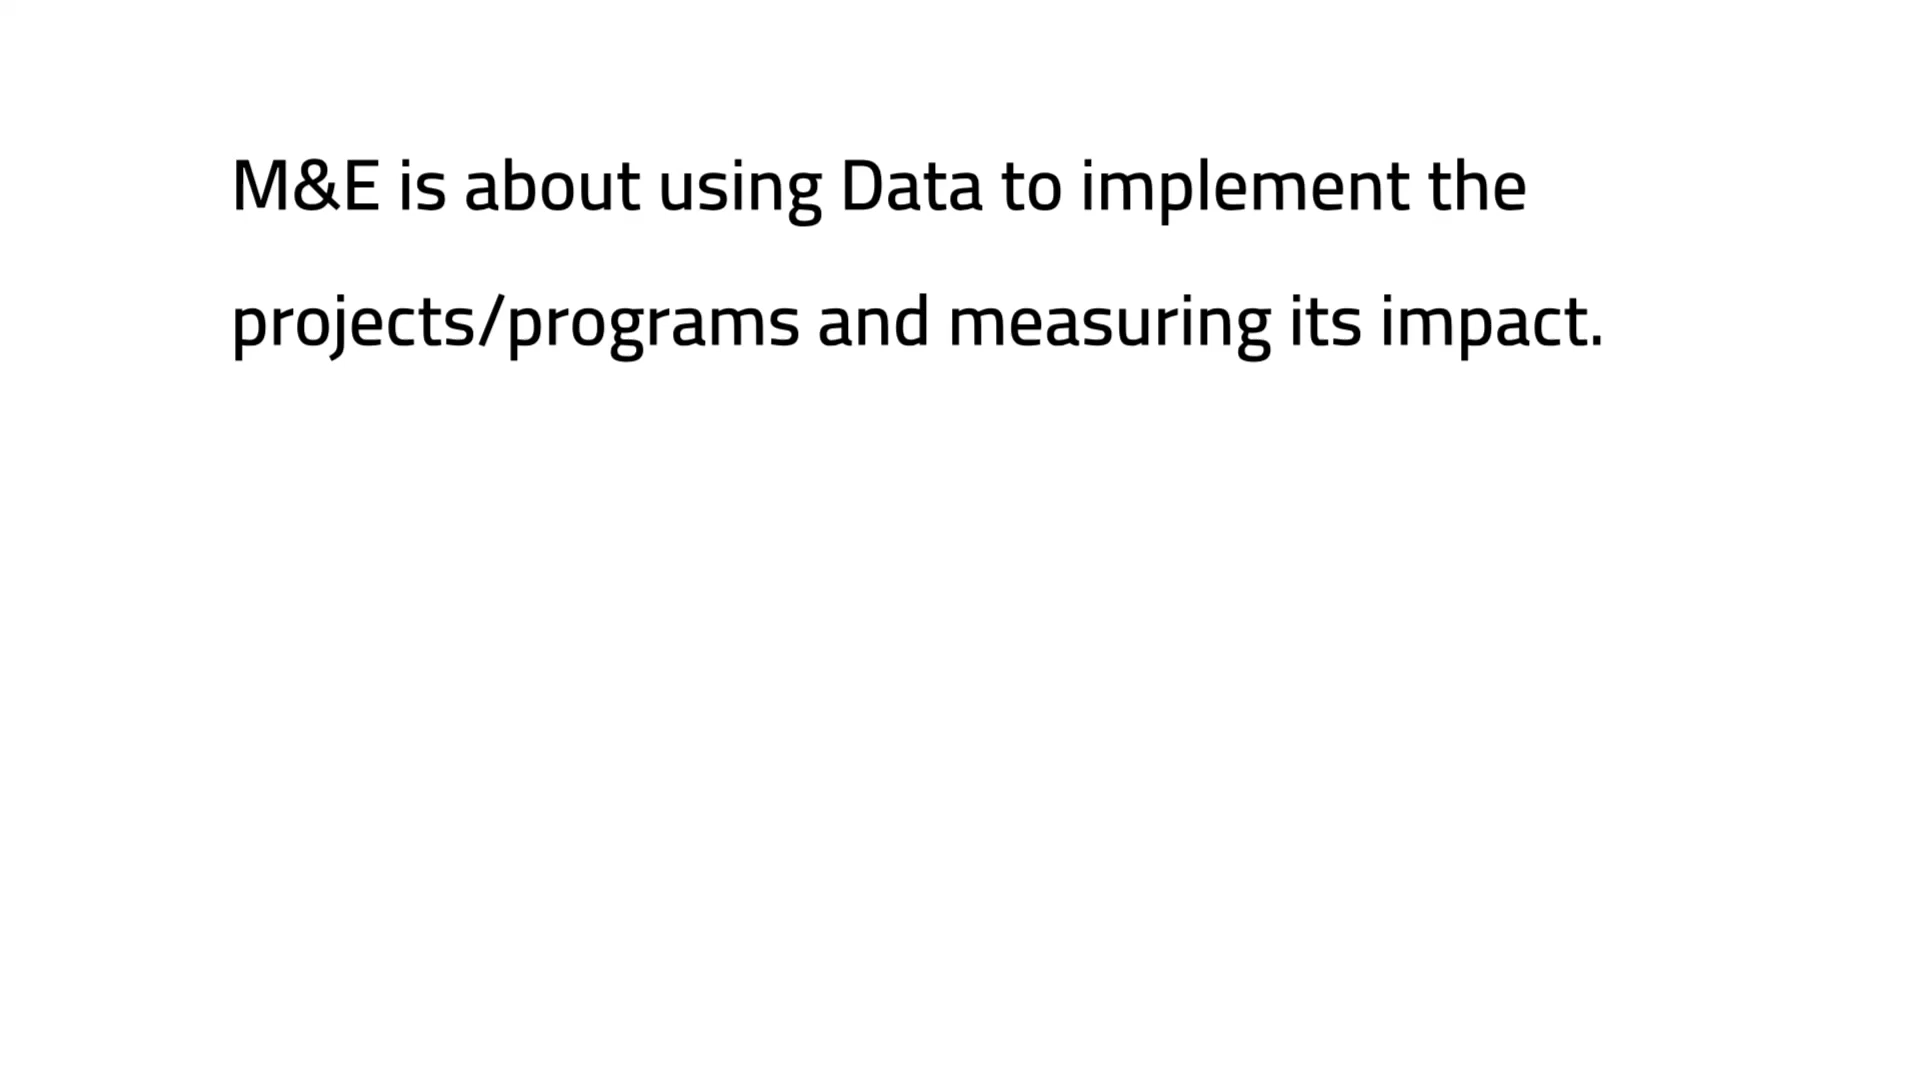 M&E is about using Data to implement the
projects/programs and measuring its impact.